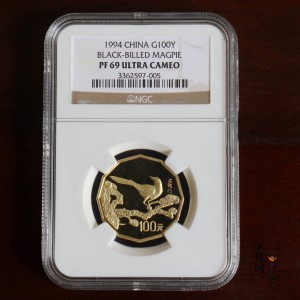 1994 CHINA G100Y
BLACK-BILLED MAGPIE
PF 69 ULTRA CAMEO
3362597-005
NGC
100元